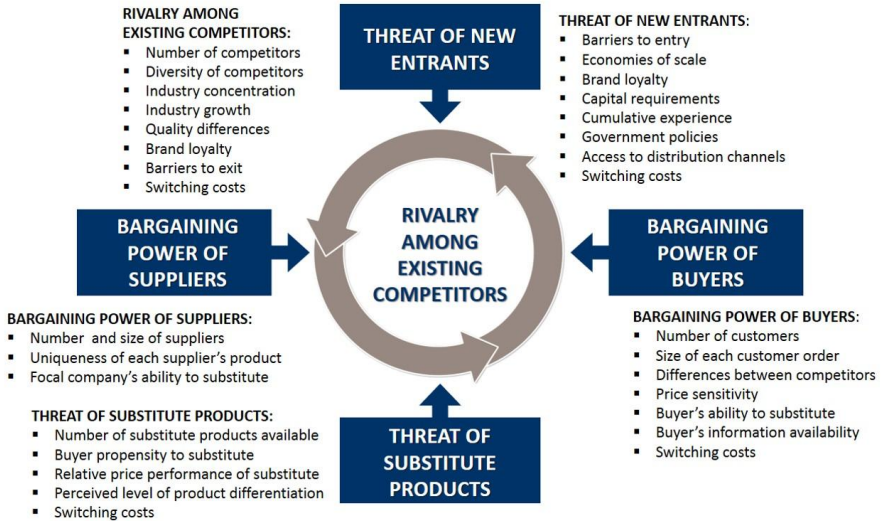 RIVALRY AMONG
EXISTING COMPETITORS:
▪ Number of competitors
▪ Diversity of competitors
▪ Industry concentration
▪ Industry growth
▪ Quality differences
▪ Brand loyalty
▪ Barriers to exit
▪ Switching costs
THREAT OF NEW
ENTRANTS
THREAT OF NEW ENTRANTS:
▪ Barriers to entry
▪ Economies of scale
▪ Brand loyalty
▪ Capital requirements
▪ Cumulative experience
▪ Government policies
▪ Access to distribution channels
▪ Switching costs
BARGAINING
POWER OF
SUPPLIERS
RIVALRY
AMONG
EXISTING
COMPETITORS
BARGAINING
POWER OF
BUYERS
BARGAINING POWER OF SUPPLIERS:
▪ Number and size of suppliers
▪ Uniqueness of each supplier's product
▪ Focal company's ability to substitute
BARGAINING POWER OF BUYERS:
▪ Number of customers
▪ Size of each customer order
▪ Differences between competitors
▪ Price sensitivity
▪ Buyer's ability to substitute
▪ Buyer's information availability
▪ Switching costs
THREAT OF SUBSTITUTE PRODUCTS:
▪ Number of substitute products available
▪ Buyer propensity to substitute
▪ Relative price performance of substitute
▪ Perceived level of product differentiation
▪ Switching costs
THREAT OF
SUBSTITUTE
PRODUCTS